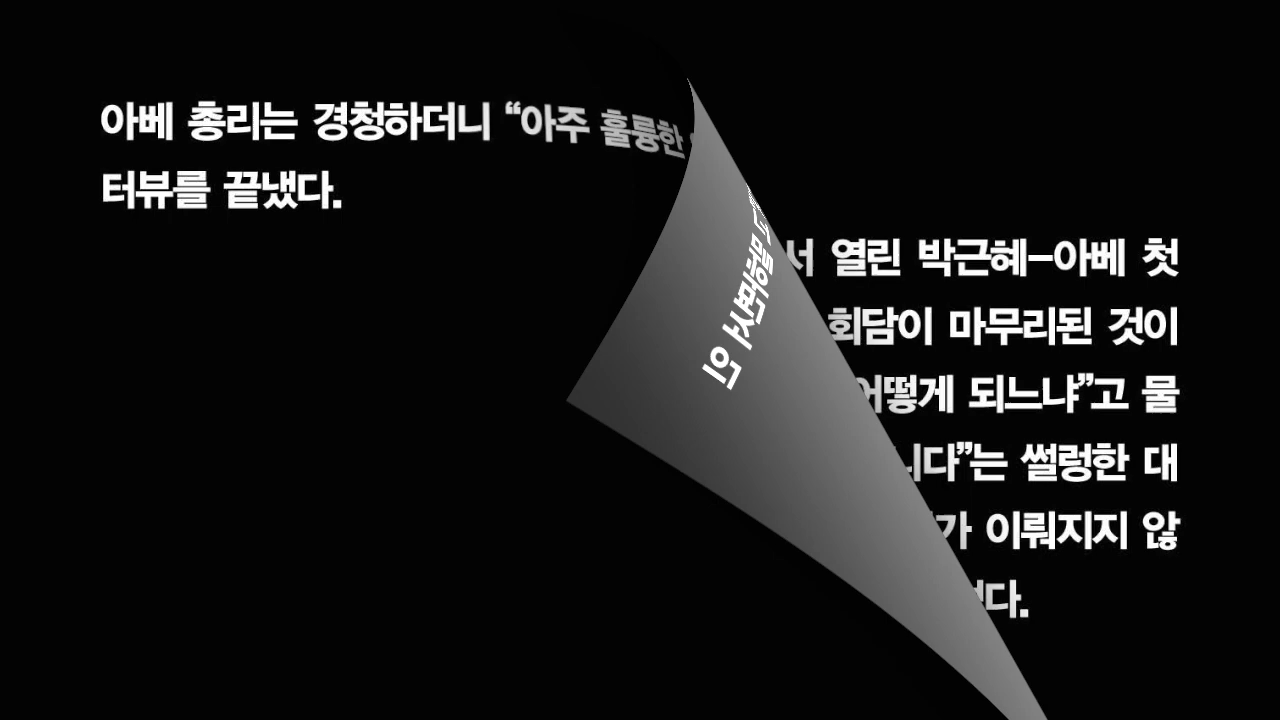 아베 총리는 경청하더니 “아주 훌륭한
터뷰를 끝냈다.
서 열린 박근혜-아베 첫
회담이 마무리된 것이
어떻게 되느냐”고 물
니다”는 썰렁한 대
가 이뤄지지 않
다.